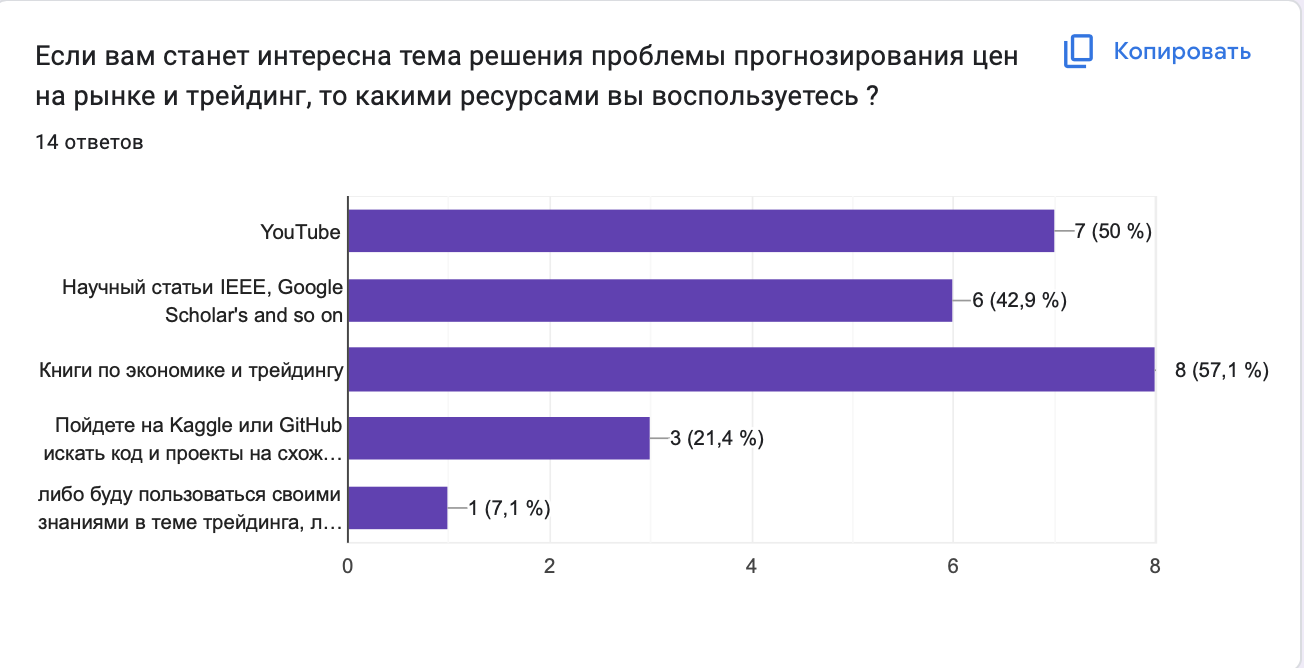 Если вам станет интересна тема решения проблемы прогнозирования цен
на рынке и трейдинг, то какими ресурсами вы воспользуетесь ?
Копировать
14 ответов
YouTube
7 (50 %)
Научный статьи IEEE, Google
Scholar's and so on
6 (42,9 %)
Книги по экономике и трейдингу
8 (57,1 %)
Пойдете на Kaggle или GitHub
искать код и проекты на схож...
3 (21,4 %)
либо буду пользоваться своими
знаниями в теме трейдинга, л...
1 (7,1 %)
0 2 4 6 8